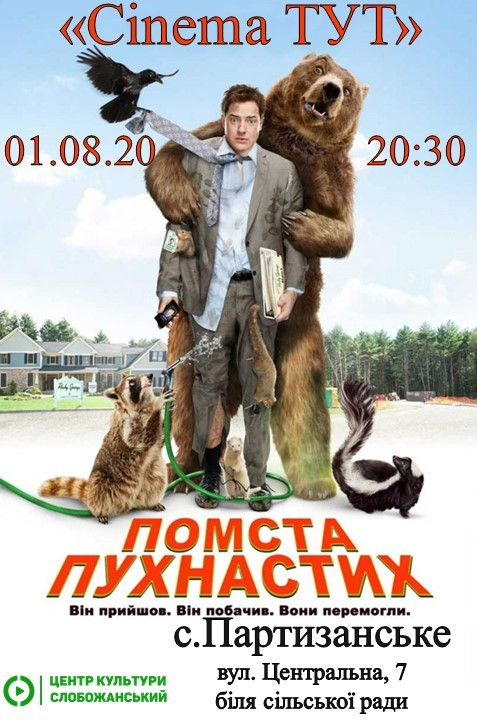 «Cinema ТУТ»
01.08.20 20:30
ПОМСТА
ПУХНАСТИХ
Він прийшов. Він побачив. Вони перемогли.
с.Партизанське
вул. Центральна, 7
біля сільської ради
ЦЕНТР КУЛЬТУРИ
СЛОБОЖАНСЬКИЙ